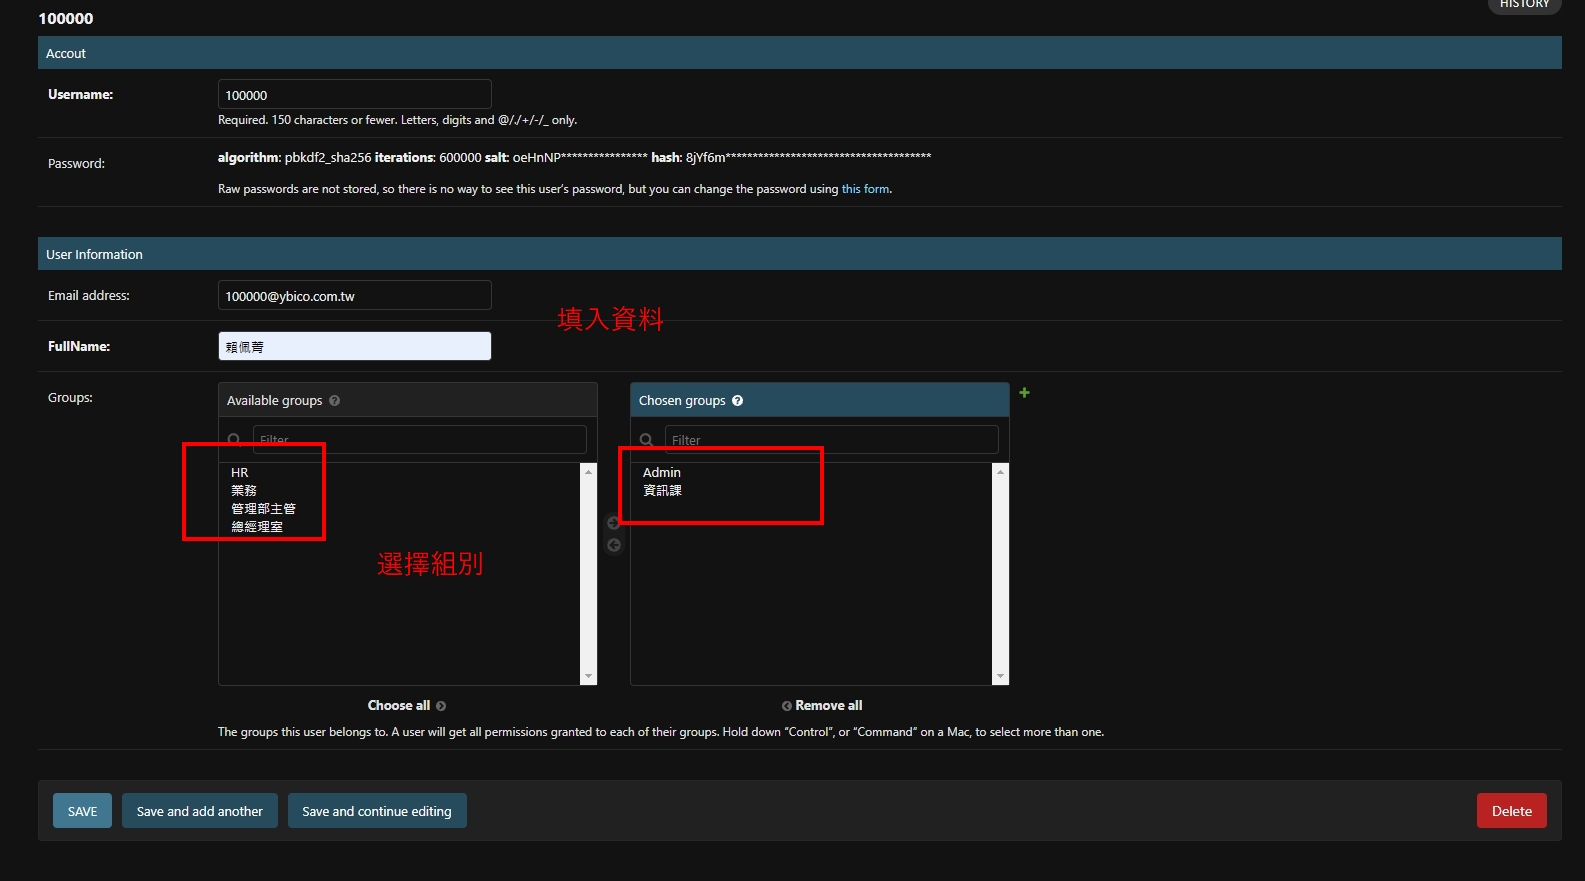 HISTORY
100000
Accout
Username:
100000
Required. 150 characters or fewer. Letters, digits and @/./+/-/_ only.
Password:
algorithm: pbkdf2_sha256 iterations: 600000 salt: oeHnNP**************** hash: 8jYf6m**************************************
Raw passwords are not stored, so there is no way to see this user's password, but you can change the password using this form.
User Information
Email address:
100000@ybico.com.tw
填入資料
FullName:
賴佩菁
Groups:
Available groups
Filter
HR
業務
管理部主管
總經理室
選擇組別
Choose all
Chosen groups
Filter
Admin
資訊課
Remove all
The groups this user belongs to. A user will get all permissions granted to each of their groups. Hold down “Control”, or “Command” on a Mac, to select more than one.
SAVE
Save and add another
Save and continue editing
Delete